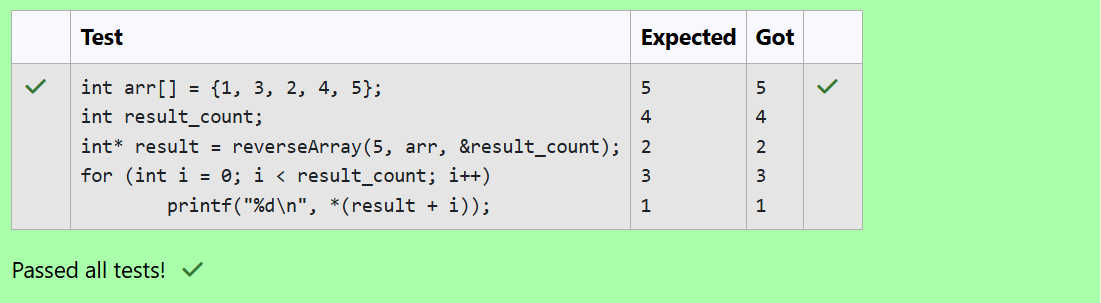 Test Expected Got
int arr[] = {1, 3, 2, 4, 5}; 5 5
int result_count; 4 4
int* result = reverseArray(5, arr, &result_count); 2 2
for (int i = 0; i < result_count; i++) 3 3
printf("%d\n", *(result + i)); 1 1
Passed all tests!